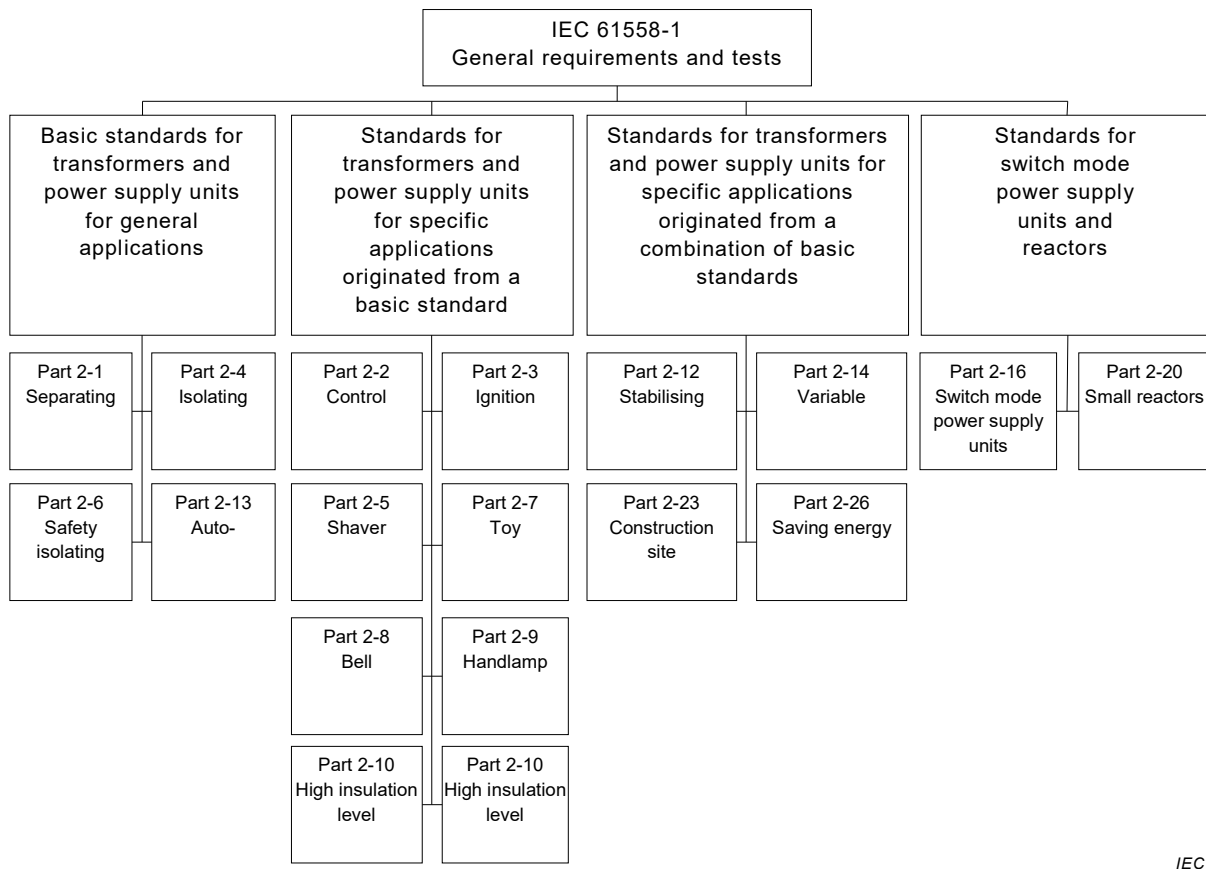 IEC 61558-1
General requirements and tests
Basic standards for
transformers and
power supply units
for general
applications
Standards for
transformers and
power supply units
for specific
applications
originated from a
basic standard
Standards for transformers
and power supply units for
specific applications
originated from a
combination of basic
standards
Standards for
switch mode
power supply
units and
reactors
Part 2-1
Separating
Part 2-4
Isolating
Part 2-2
Control
Part 2-3
Ignition
Part 2-12
Stabilising
Part 2-14
Variable
Part 2-16
Switch mode
power supply
units
Part 2-20
Small reactors
Part 2-6
Safety
isolating
Part 2-13
Auto-
Part 2-5
Shaver
Part 2-7
Toy
Part 2-23
Construction
site
Part 2-26
Saving energy
Part 2-8
Bell
Part 2-9
Handlamp
Part 2-10
High insulation
level
Part 2-10
High insulation
level
IEC